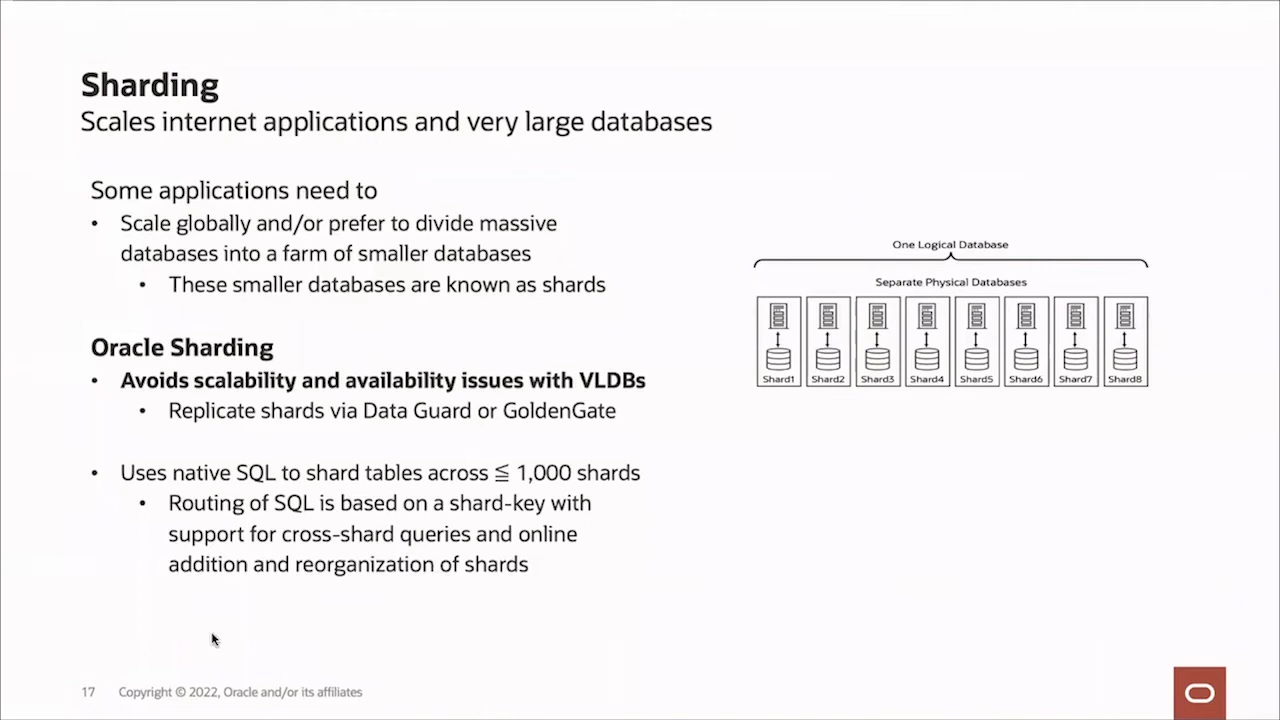 Sharding
Scales internet applications and very large databases
Some applications need to
• Scale globally and/or prefer to divide massive
databases into a farm of smaller databases
• These smaller databases are known as shards
Oracle Sharding
• Avoids scalability and availability issues with VLDBs
• Replicate shards via Data Guard or GoldenGate
• Uses native SQL to shard tables across ≦ 1,000 shards
• Routing of SQL is based on a shard-key with
support for cross-shard queries and online
addition and reorganization of shards
One Logical Database
Separate Physical Databases
Shard1 Shard2 Shard3 Shard4 Shard5 Shard6 Shard7 Shard8
17 Copyright © 2022, Oracle and/or its affiliates